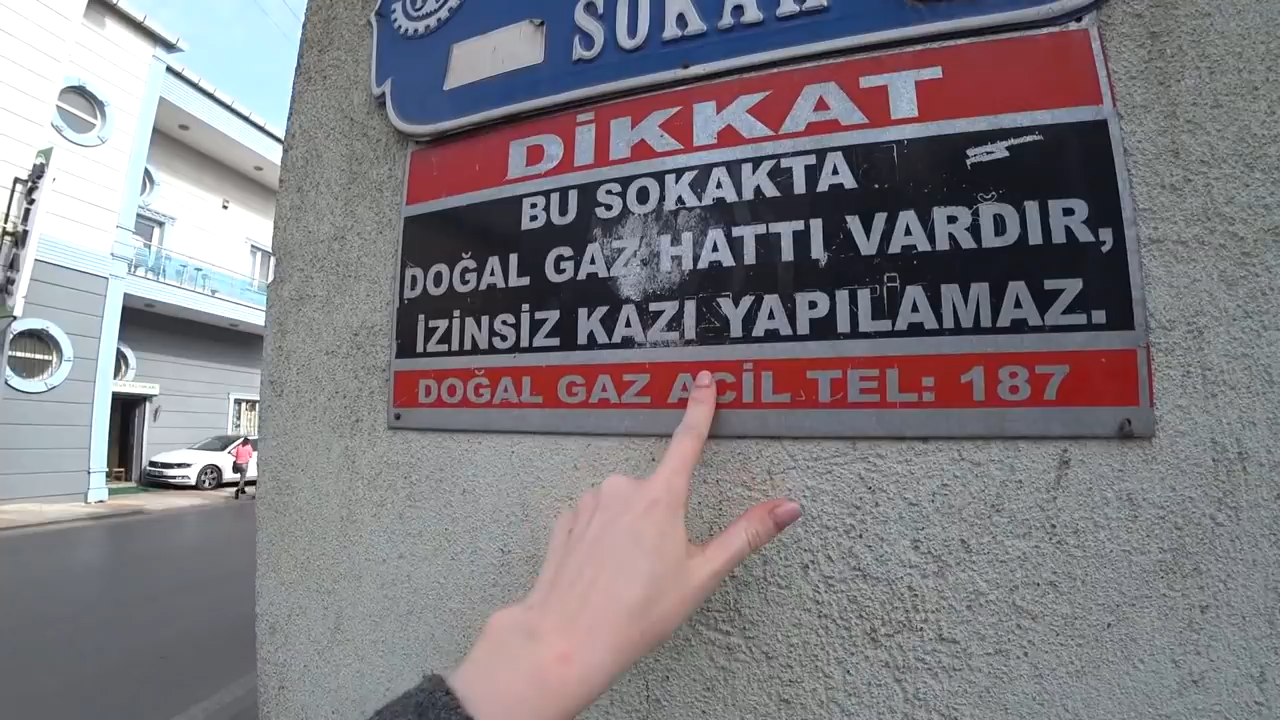 SOKAK
DİKKAT
BU SOKAKTA
DOĞAL GAZ HATTI VARDIR,
İZİNSİZ KAZI YAPILAMAZ.
DOĞAL GAZ ACİL TEL: 187